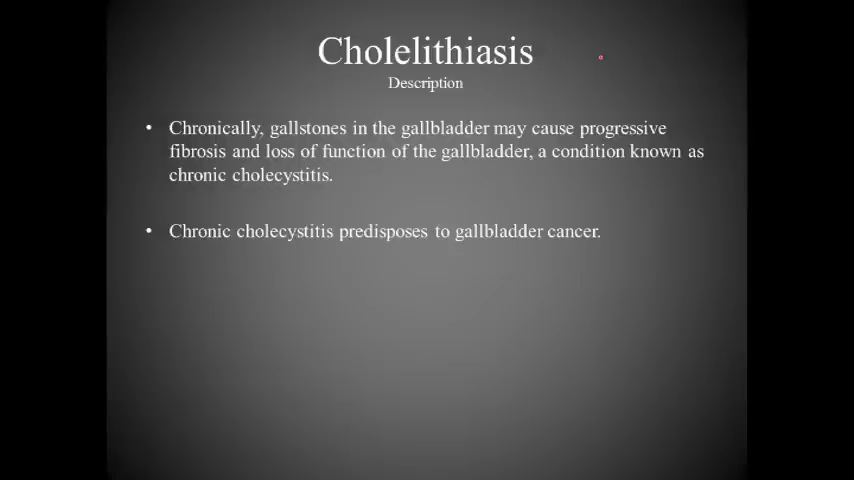 Cholelithiasis
Description
• Chronically, gallstones in the gallbladder may cause progressive
fibrosis and loss of function of the gallbladder, a condition known as
chronic cholecystitis.
• Chronic cholecystitis predisposes to gallbladder cancer.